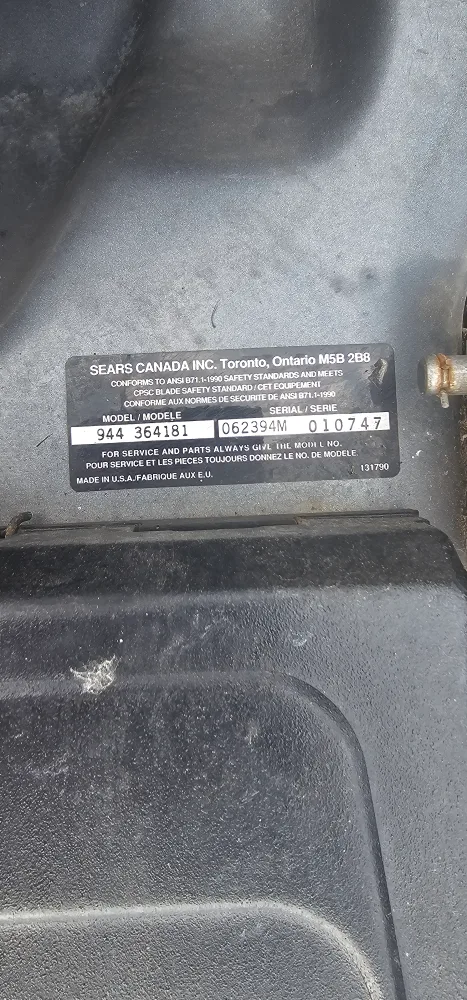 SEARS CANADA INC. Toronto, Ontario M5B 2B8
CONFORMS TO ANSI B71.1-1990 SAFETY STANDARDS AND MEETS
CPSC BLADE SAFETY STANDARD / CET EQUIPEMENT
CONFORME AUX NORMES DE SECURITE DE ANSI B71.1-1990
MODEL / MODELE SERIAL / SERIE
944 364181 062394M 010747
FOR SERVICE AND PARTS ALWAYS GIVE THE MODEL NO.
POUR SERVICE ET LES PIECES TOUJOURS DONNEZ LE NO. DE MODELE.
MADE IN U.S.A./FABRIQUE AUX E.U. 131790